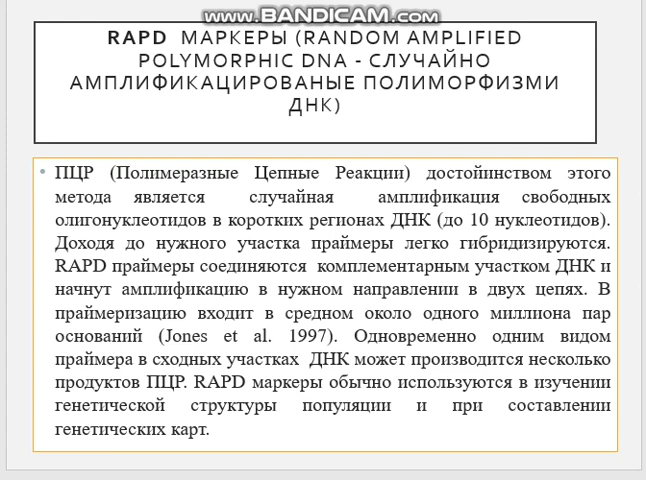 WWW.BANDICAM.COM
RAPD МАРКЕРЫ (RANDOM AMPLIFIED
POLYMORPHIC DNA - СЛУЧАЙНО
АМПЛИФИКАЦИРОВАНЫЕ ПОЛИМОРФИЗМИ
ДНК)
• ПЦР (Полимеразные Цепные Реакции) достойинством этого
метода является случайная амплификация свободных
олигонуклеотидов в коротких регионах ДНК (до 10 нуклеотидов).
Доходя до нужного участка праймеры легко гибридизируются.
RAPD праймеры соединяются комплементарным участком ДНК и
начнут амплификацию в нужном направлении в двух цепях. В
праймеризацию входит в среднем около одного миллиона пар
оснований (Jones et al. 1997). Одновременно одним видом
праймера в сходных участках ДНК может производится несколько
продуктов ПЦР. RAPD маркеры обычно используются в изучении
генетической структуры популяции и при составлении
генетических карт.